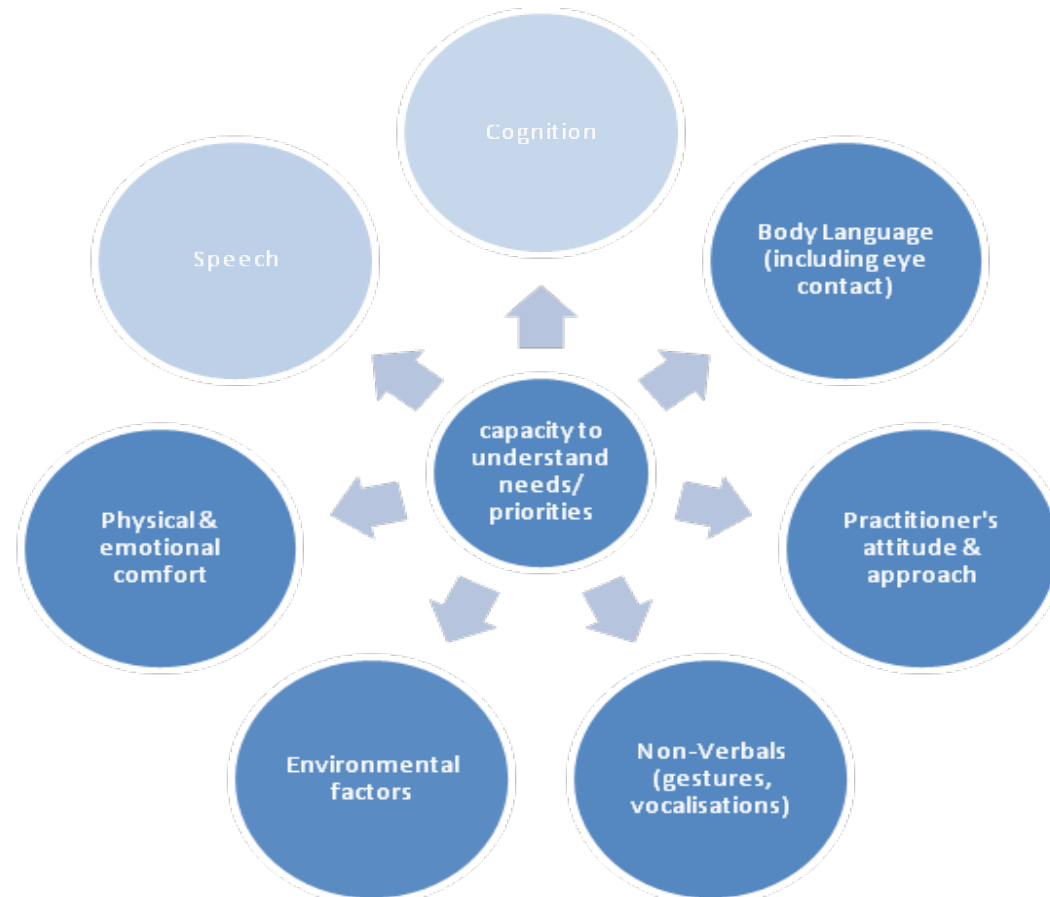 Cognition
Speech
Body Language
(including eye
contact)
capacity to
understand
needs/
priorities
Physical &
emotional
comfort
Practitioner's
attitude &
approach
Environmental
factors
Non-Verbals
(gestures,
vocalisations)